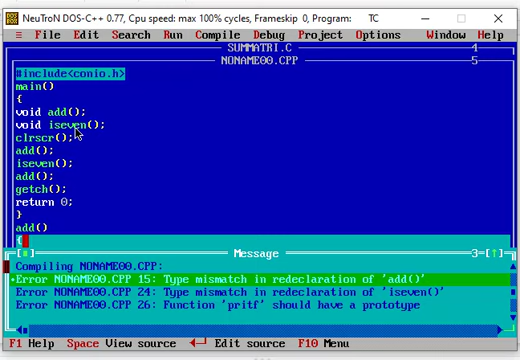 NeuTroN DOS-C++ 0.77, Cpu speed: max 100% cycles, Frameskip 0, Program: TC
≡ File Edit Search Run Compile Debug Project Options Window Help
SUMMATRI.C 4
NONAME00.CPP 5
#include<conio.h>
main()
{
void add();
void iseven();
clrscr();
add();
iseven();
add();
getch();
return 0;
}
add()
{
Message 3=[↑]
Compiling NONAME00.CPP:
•Error NONAME00.CPP 15: Type mismatch in redeclaration of 'add()'
Error NONAME00.CPP 24: Type mismatch in redeclaration of 'iseven()'
Error NONAME00.CPP 26: Function 'pritf' should have a prototype
F1 Help Space View source ↵ Edit source F10 Menu